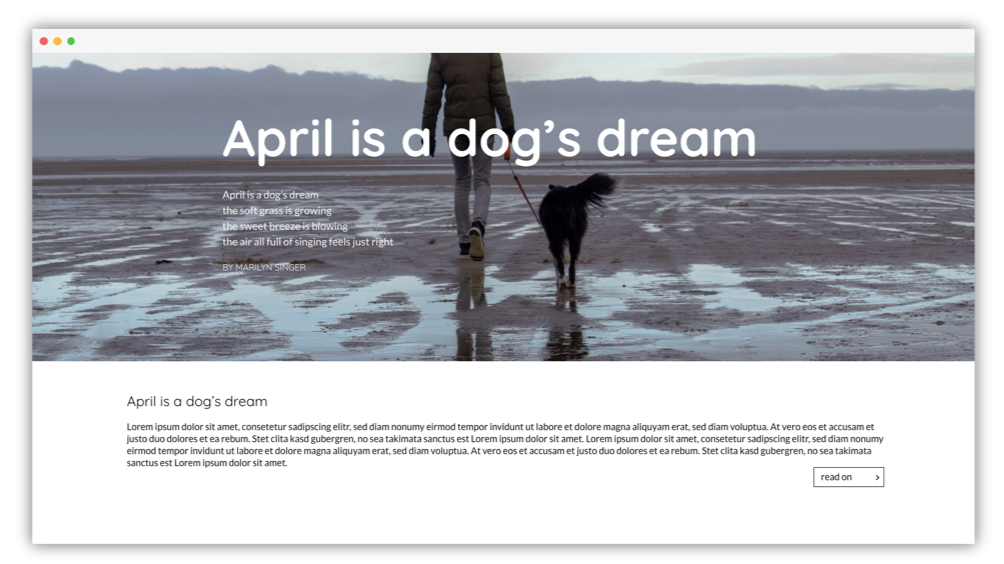 April is a dog’s dream
April is a dog’s dream
the soft grass is growing
the sweet breeze is blowing
the air all full of singing feels just right
BY MARILYN SINGER
April is a dog’s dream
Lorem ipsum dolor sit amet, consetetur sadipscing elitr, sed diam nonumy eirmod tempor invidunt ut labore et dolore magna aliquyam erat, sed diam voluptua. At vero eos et accusam et
justo duo dolores et ea rebum. Stet clita kasd gubergren, no sea takimata sanctus est Lorem ipsum dolor sit amet. Lorem ipsum dolor sit amet, consetetur sadipscing elitr, sed diam nonumy
eirmod tempor invidunt ut labore et dolore magna aliquyam erat, sed diam voluptua. At vero eos et accusam et justo duo dolores et ea rebum. Stet clita kasd gubergren, no sea takimata
sanctus est Lorem ipsum dolor sit amet.
read on >